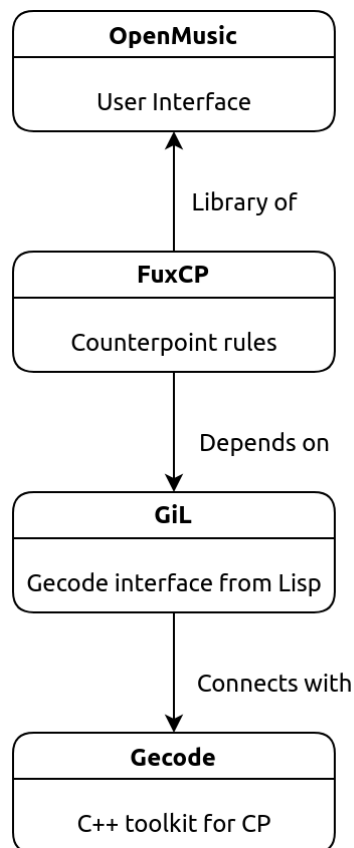 OpenMusic
User Interface
Library of
FuxCP
Counterpoint rules
Depends on
GiL
Gecode interface from Lisp
Connects with
Gecode
C++ toolkit for CP